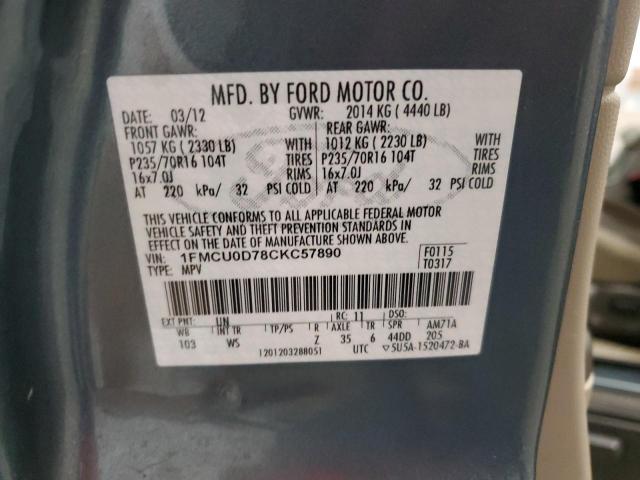 MFD. BY FORD MOTOR CO.
DATE: 03/12 GVWR: 2014 KG ( 4440 LB)
FRONT GAWR: REAR GAWR:
1057 KG ( 2330 LB) WITH 1012 KG ( 2230 LB) WITH
P235/70R16 104T TIRES P235/70R16 104T TIRES
16x7.0J RIMS 16x7.0J RIMS
AT 220 kPa/ 32 PSI COLD AT 220 kPa/ 32 PSI COLD
THIS VEHICLE CONFORMS TO ALL APPLICABLE FEDERAL MOTOR
VEHICLE SAFETY AND THEFT PREVENTION STANDARDS IN EFFECT
ON THE DATE OF MANUFACTURE SHOWN ABOVE.
VIN: 1FMCU0D78CKC57890 F0115
TYPE: MPV T0317
EXT PNT: UN RC: 11 DSO:
WB INT TR TP/PS R AXLE TR SPR AM71A
103 WS Z 35 6 44DD 205
1201203288051 UTC 5U5A-1520472-BA